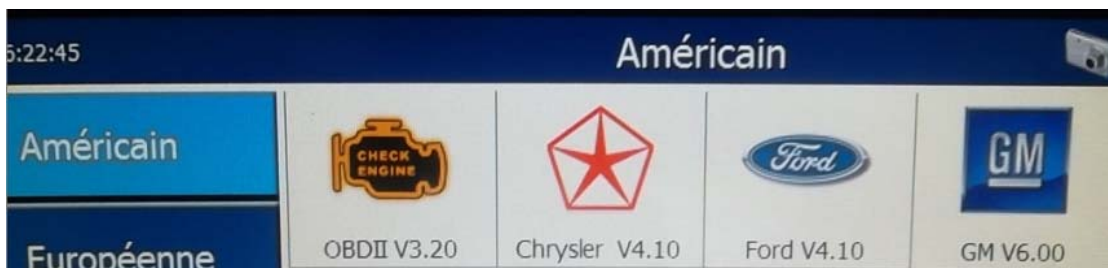 5:22:45
Américain
Américain
CHECK
ENGINE
Ford
GM
OBDII V3.20
Chrysler V4.10
Ford V4.10
GM V6.00
Européenne